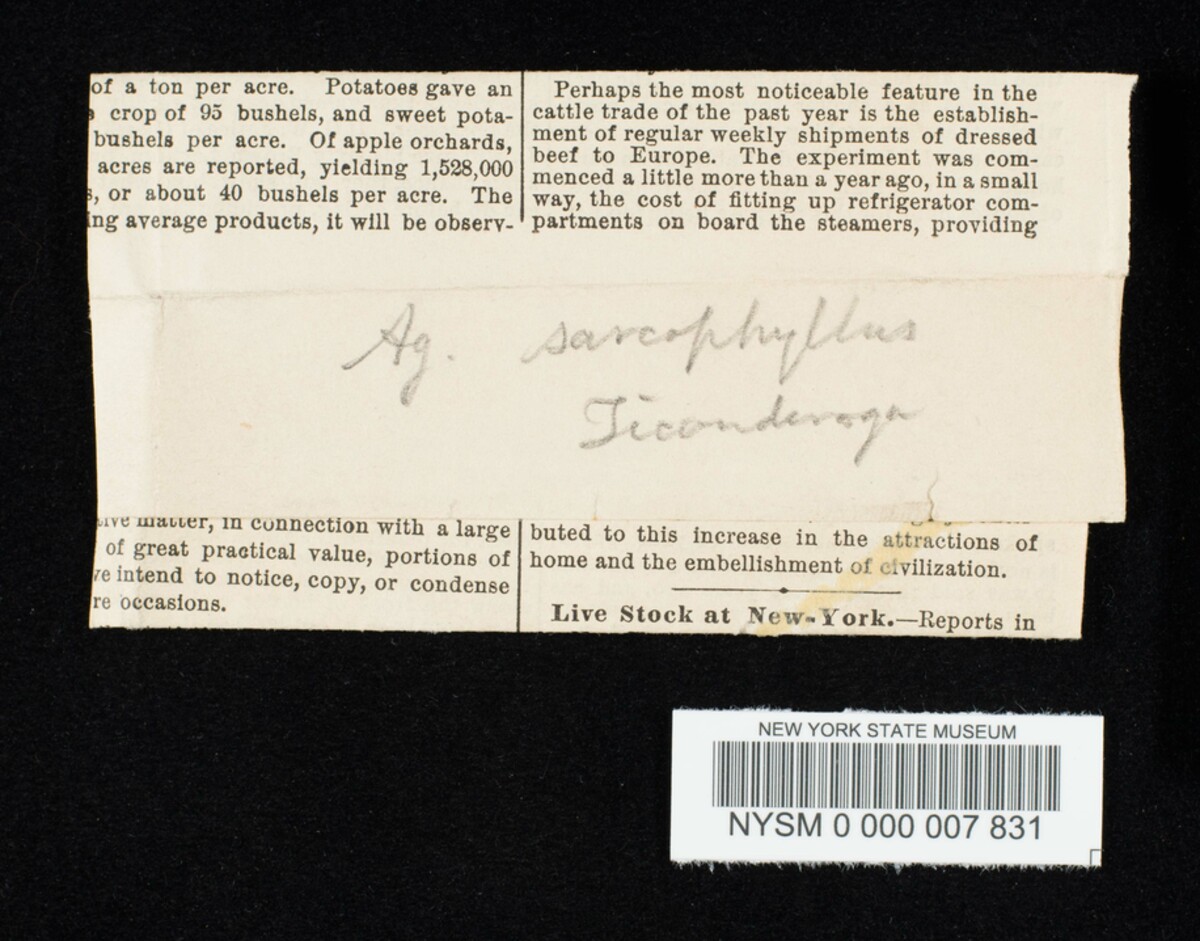 of a ton per acre. Potatoes gave an
crop of 95 bushels, and sweet pota-
bushels per acre. Of apple orchards,
acres are reported, yielding 1,528,000
s, or about 40 bushels per acre. The
ing average products, it will be observ-
Perhaps the most noticeable feature in the
cattle trade of the past year is the establish-
ment of regular weekly shipments of dressed
beef to Europe. The experiment was com-
menced a little more than a year ago, in a small
way, the cost of fitting up refrigerator com-
partments on board the steamers, providing
Ag. sarcophyllus
Ticonderoga
tive matter, in connection with a large
of great practical value, portions of
ve intend to notice, copy, or condense
re occasions.
buted to this increase in the attractions of
home and the embellishment of civilization.
Live Stock at New-York.—Reports in
NEW YORK STATE MUSEUM
NYSM 0 000 007 831